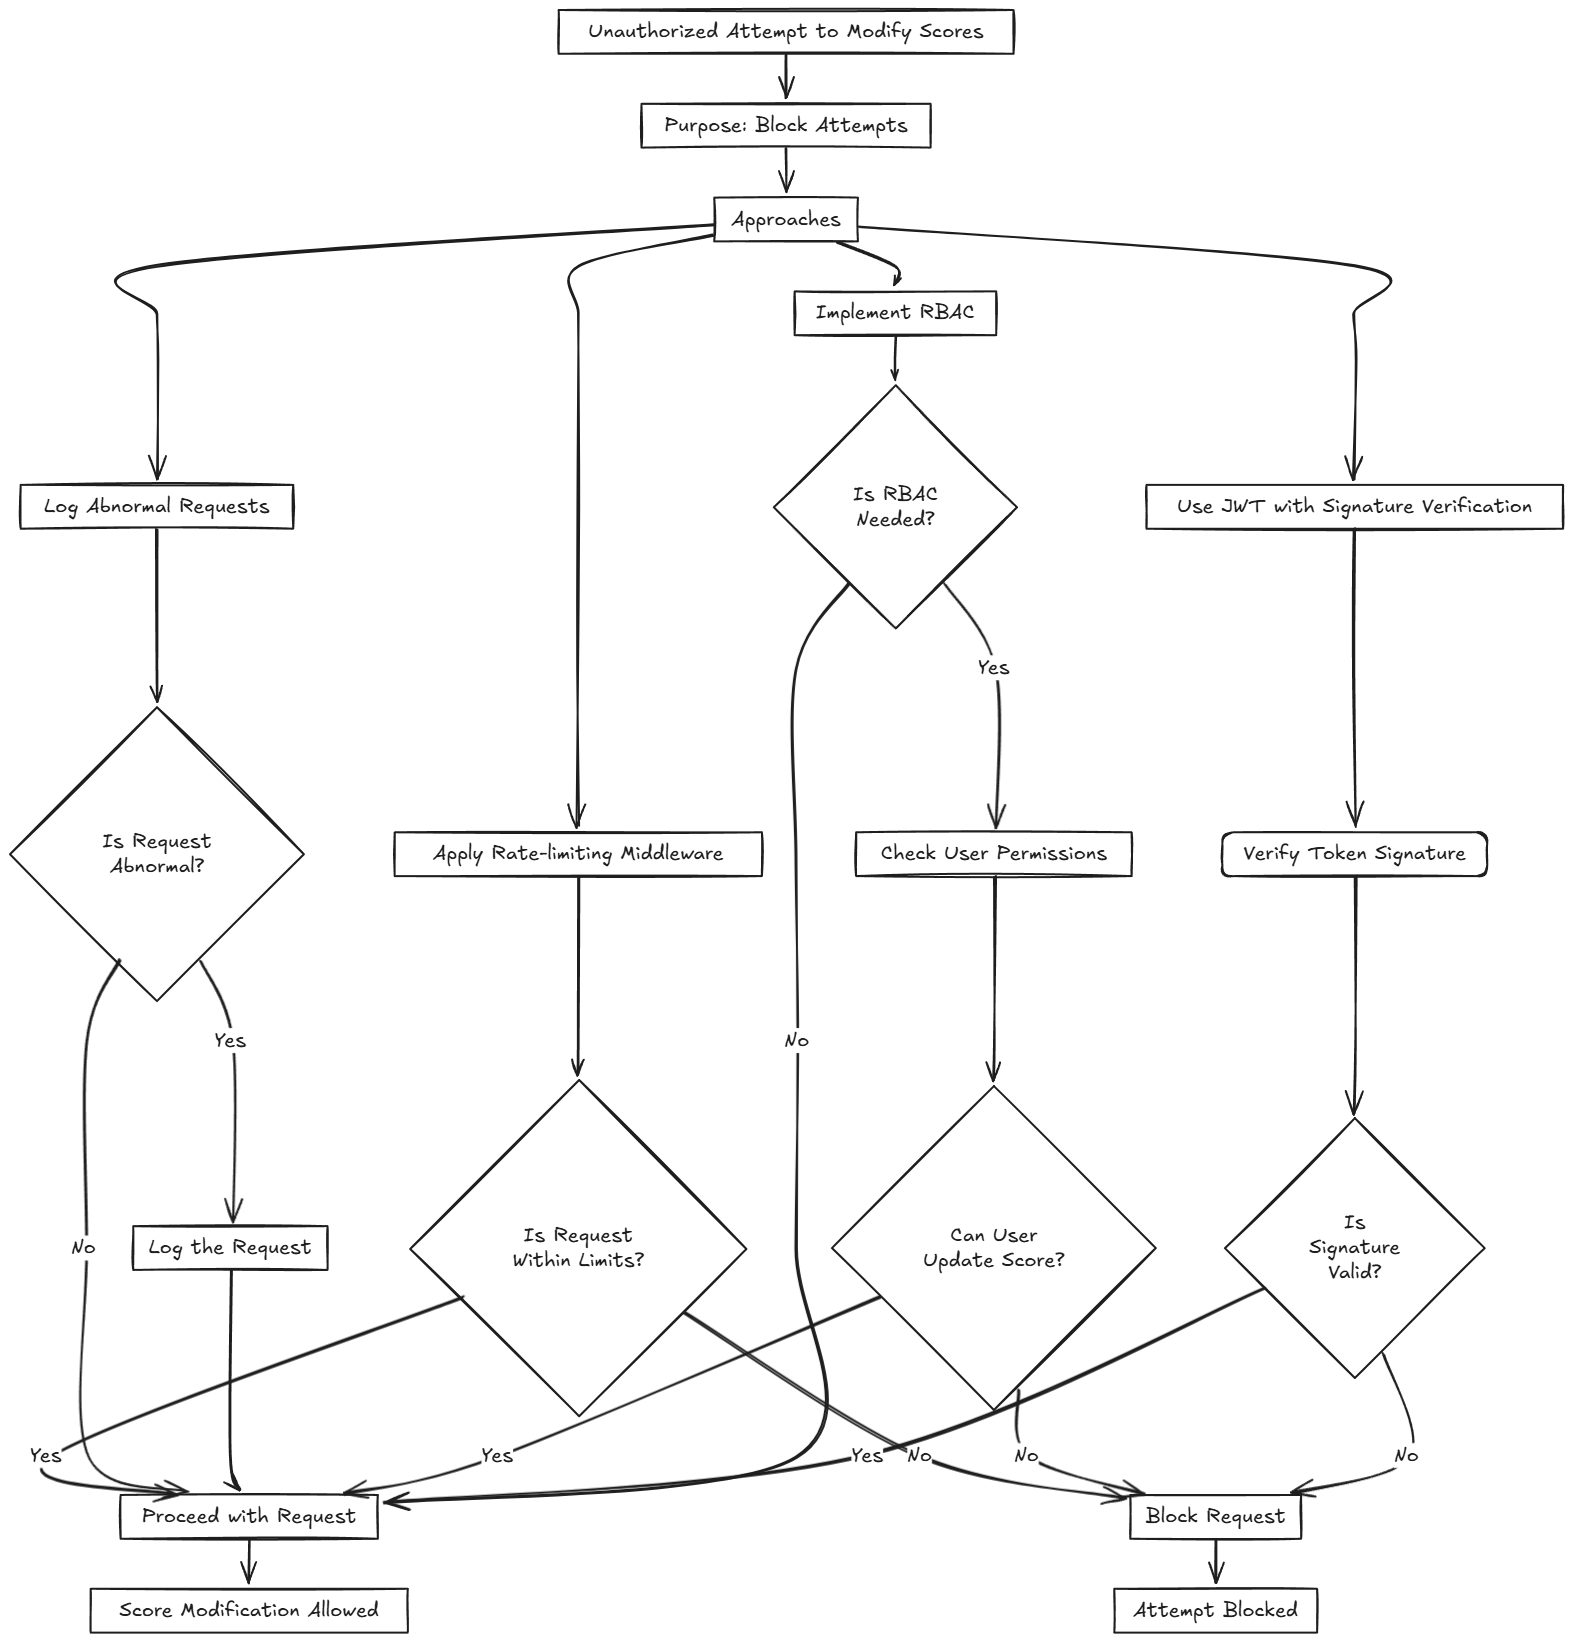 Unauthorized Attempt to Modify Scores
Purpose: Block Attempts
Approaches
Implement RBAC
Is RBAC
Needed?
Log Abnormal Requests
Use JWT with Signature Verification
Yes
Is Request
Abnormal?
Apply Rate-limiting Middleware
Check User Permissions
Verify Token Signature
Yes
No
No
Log the Request
Is Request
Within Limits?
Can User
Update Score?
Is
Signature
Valid?
Yes
Yes
Yes
No
No
No
Proceed with Request
Block Request
Score Modification Allowed
Attempt Blocked